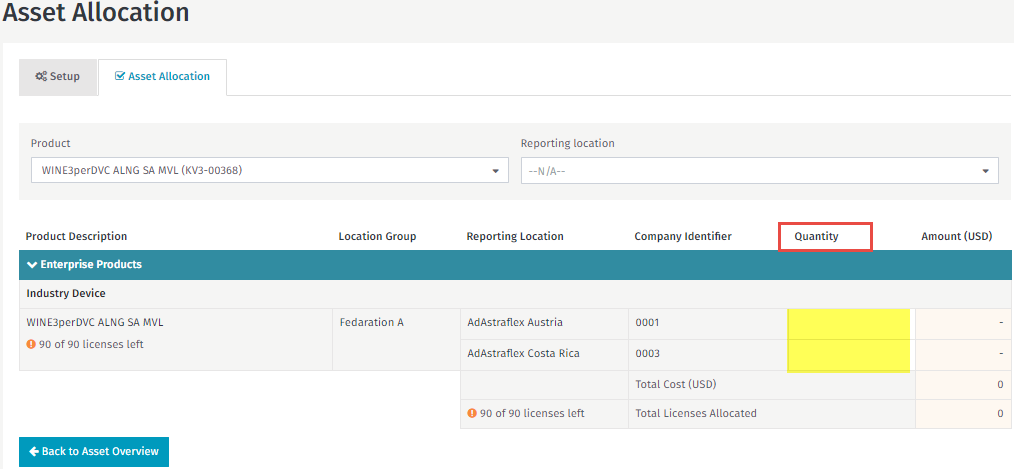 Asset Allocation
Setup
Asset Allocation
Product
Reporting location
WINE3perDVC ALNG SA MVL (KV3-00368)
--N/A--
Product Description Location Group Reporting Location Company Identifier Quantity Amount (USD)
Enterprise Products
Industry Device
WINE3perDVC ALNG SA MVL Fedaration A AdAstraflex Austria 0001 -
90 of 90 licenses left
AdAstraflex Costa Rica 0003 -
Total Cost (USD) 0
90 of 90 licenses left Total Licenses Allocated 0
Back to Asset Overview